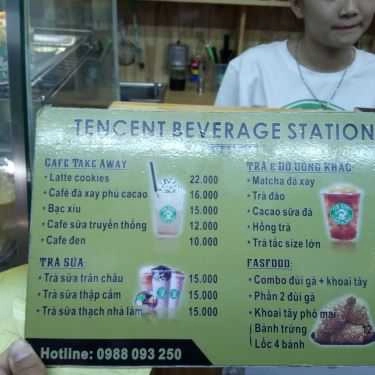 TENCENT BEVERAGE STATION
CAFE TAKE AWAY
• Latte cookies 22.000
• Café đá xay phủ cacao 16.000
• Bạc xíu 15.000
• Cafe sữa truyền thống 12.000
• Cafe đen 10.000
TRÀ SỮA
• Trà sữa trân châu 15.000
• Trà sữa thập cẩm 15.000
• Trà sữa thạch nhà làm 15.000
Hotline: 0988 093 250
TRÀ & ĐỒ UỐNG KHÁC
• Matcha đá xay
• Trà đào
• Cacao sữa đá
• Hồng trà
• Trà tắc size lớn
FASFOOD:
• Combo đùi gà + khoai tây
• Phần 2 đùi gà
• Khoai tây phô mai
Bánh trứng
Lốc 4 bánh